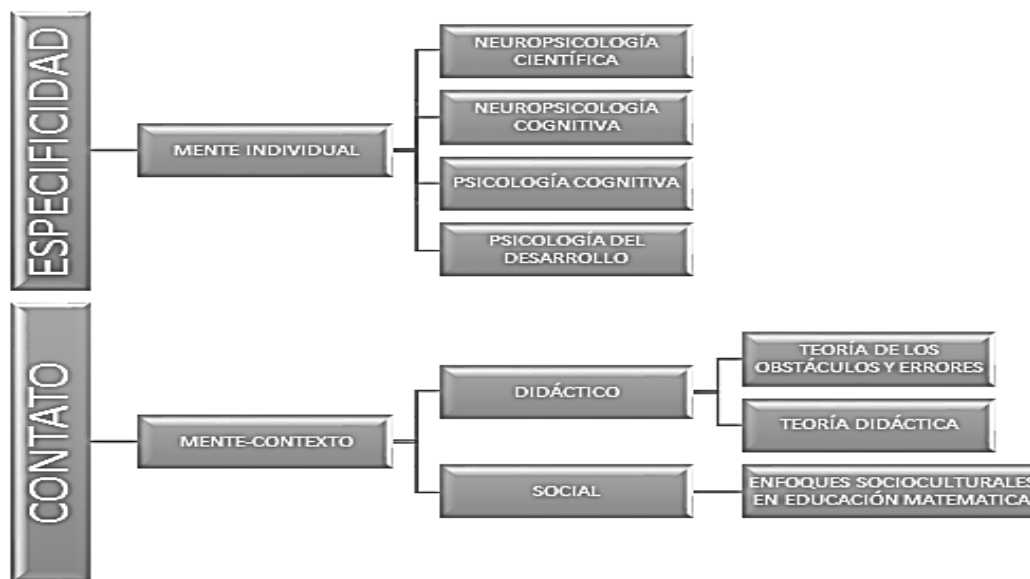 ESPECIFICIDAD
MENTE INDIVIDUAL
NEUROPSICOLOGÍA
CIENTÍFICA
NEUROPSICOLOGÍA
COGNITIVA
PSICOLOGÍA COGNITIVA
PSICOLOGÍA DEL
DESARROLLO
CONTATO
MENTE-CONTEXTO
DIDÁCTICO
TEORÍA DE LOS
OBSTÁCULOS Y ERRORES
TEORÍA DIDÁCTICA
SOCIAL
ENFOQUES SOCIOCULTURALES
EN EDUCACIÓN MATEMATICA